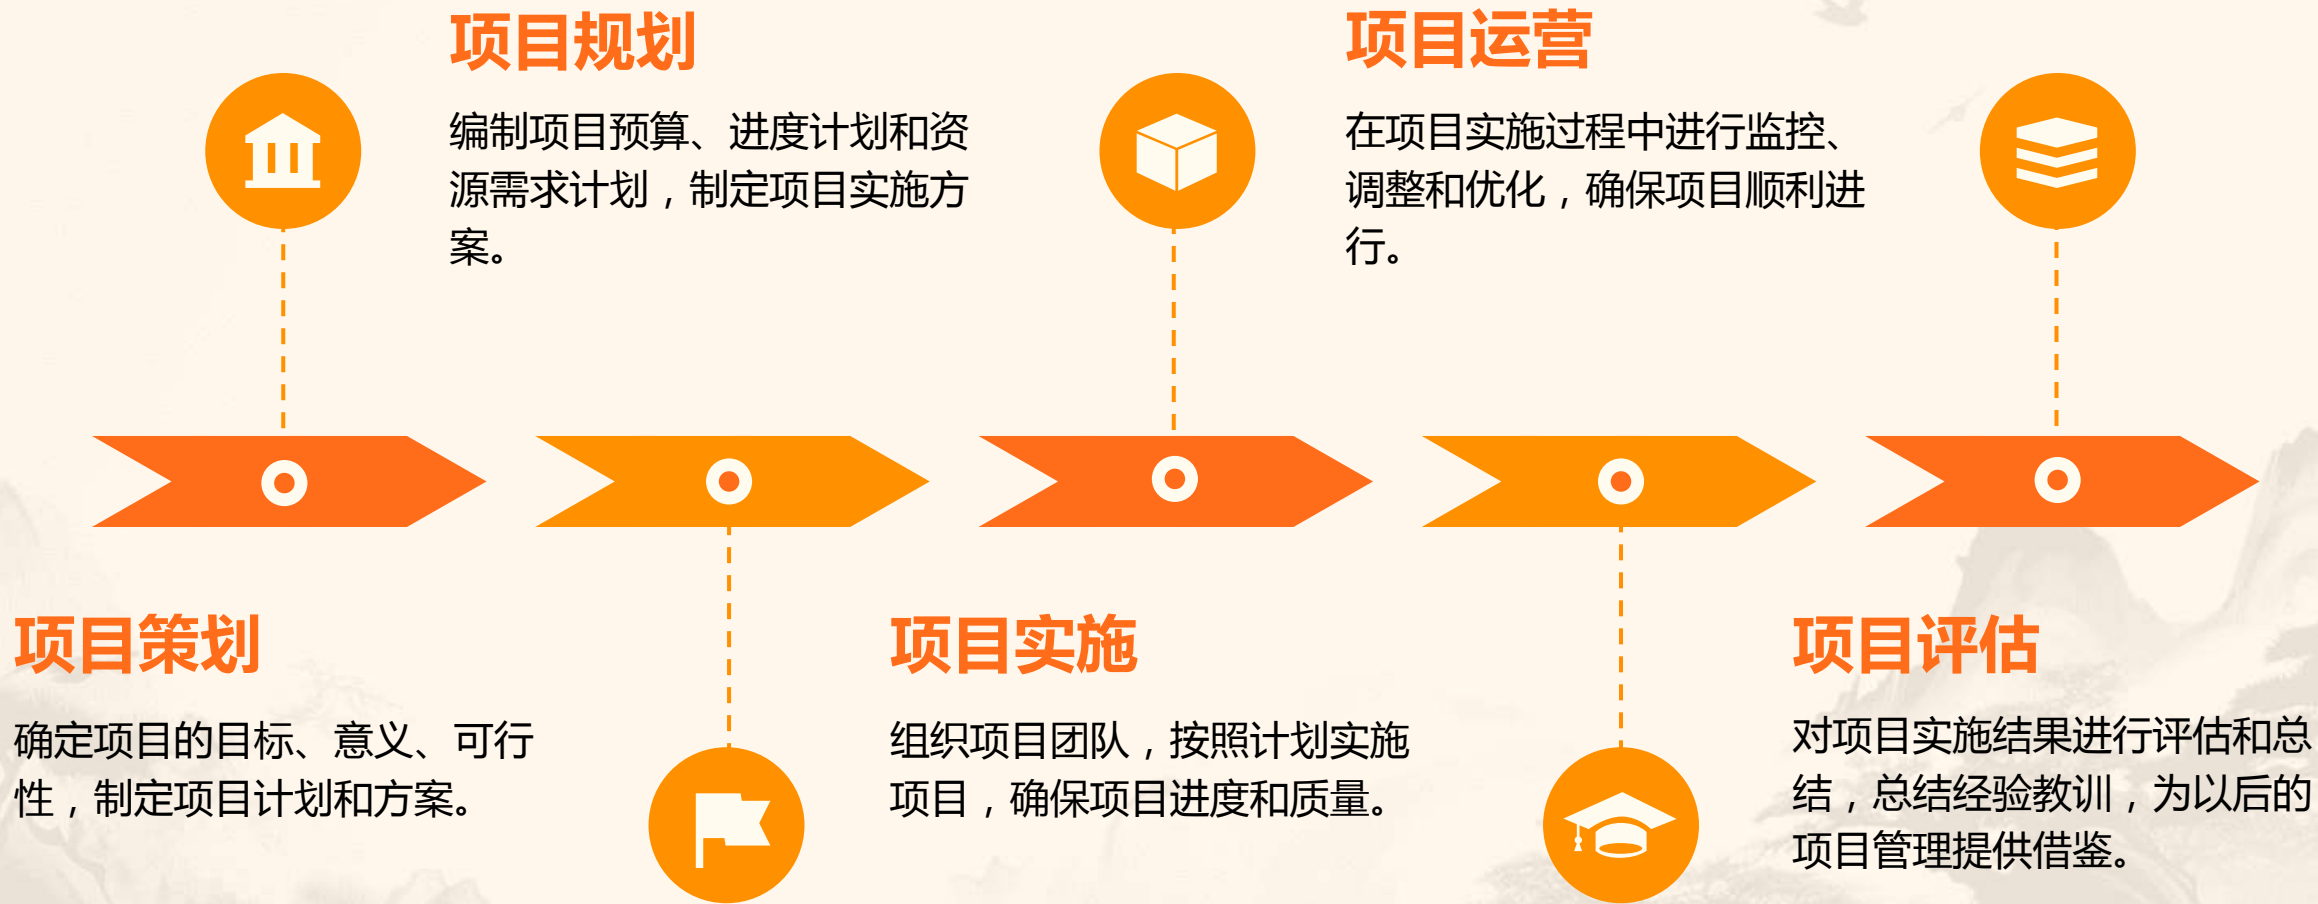 项目规划
编制项目预算、进度计划和资
源需求计划，制定项目实施方
案。
项目运营
在项目实施过程中进行监控、
调整和优化，确保项目顺利进
行。
项目策划
确定项目的目标、意义、可行
性，制定项目计划和方案。
项目实施
组织项目团队，按照计划实施
项目，确保项目进度和质量。
项目评估
对项目实施结果进行评估和总
结，总结经验教训，为以后的
项目管理提供借鉴。